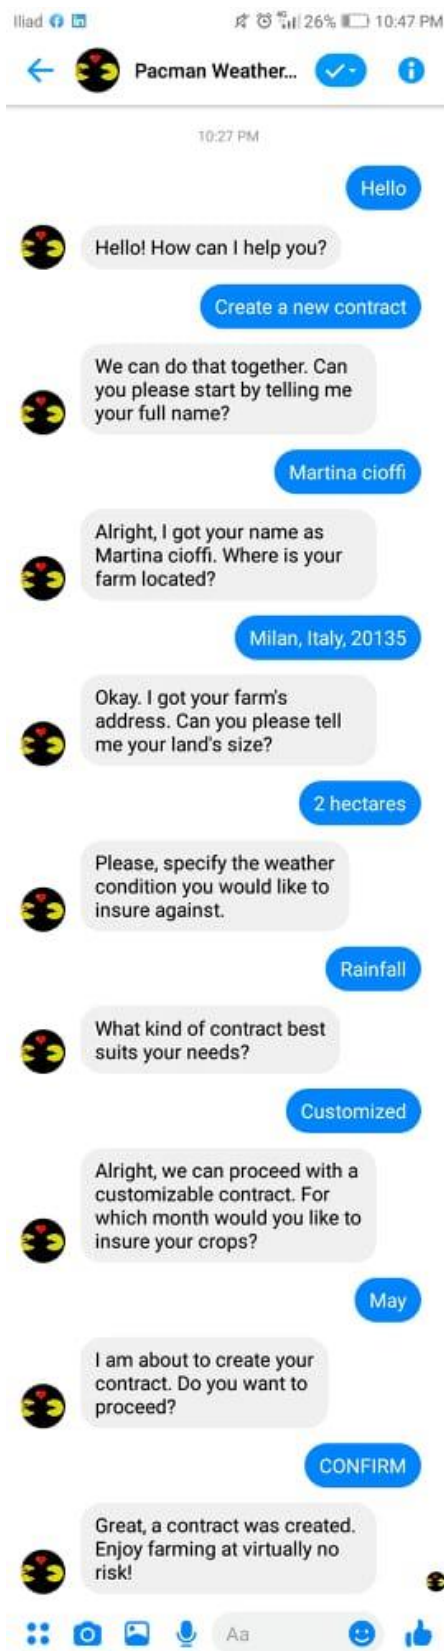 Iliad 4G 26% 10:47 PM
Pacman Weather...
10:27 PM
Hello
Hello! How can I help you?
Create a new contract
We can do that together. Can
you please start by telling me
your full name?
Martina cioffi
Alright, I got your name as
Martina cioffi. Where is your
farm located?
Milan, Italy, 20135
Okay. I got your farm's
address. Can you please tell
me your land's size?
2 hectares
Please, specify the weather
condition you would like to
insure against.
Rainfall
What kind of contract best
suits your needs?
Customized
Alright, we can proceed with a
customizable contract. For
which month would you like to
insure your crops?
May
I am about to create your
contract. Do you want to
proceed?
CONFIRM
Great, a contract was created.
Enjoy farming at virtually no
risk!
Aa